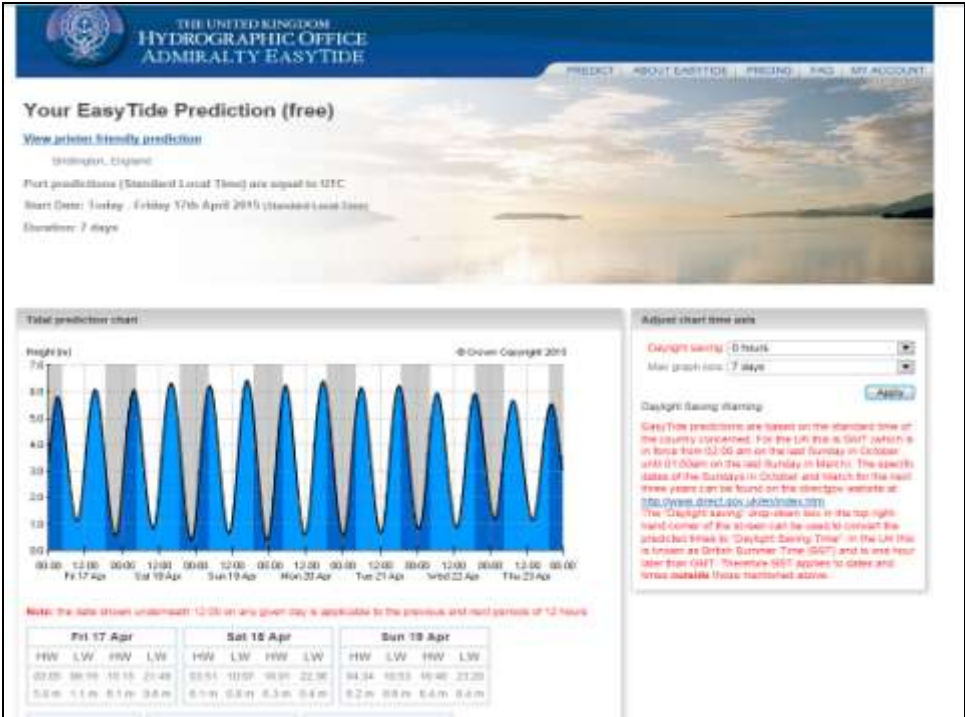 THE UNITED KINGDOM
HYDROGRAPHIC OFFICE
ADMIRALTY EASYTIDE
PREDICT ABOUT EASYTIDE PRICING FAQ MY ACCOUNT
Your EasyTide Prediction (free)
View printer friendly prediction
Bridlington, England
Port predictions (Standard Local Time) are equal to UTC
Start Date: Today - Friday 17th April 2015 (Standard Local Time)
Duration: 7 days
Tidal prediction chart
Height (m)
© Crown Copyright 2015
7.0
5.0
4.0
3.0
2.0
1.0
0.0
00:00 12:00 00:00 12:00 00:00 12:00 00:00 12:00 00:00 12:00 00:00 12:00 00:00 12:00 00:00
Fri 17 Apr Sat 18 Apr Sun 19 Apr Mon 20 Apr Tue 21 Apr Wed 22 Apr Thu 23 Apr
Note: the date shown underneath 12:00 on any given day is applicable to the previous and next periods of 12 hours
Fri 17 Apr Sat 18 Apr Sun 19 Apr
HW LW HW LW HW LW HW LW HW LW HW LW
Adjust chart time axis
Daylight saving: 0 hours
Max graph size: 7 days
Apply
Daylight Saving Warning
EasyTide predictions are based on the standard time of
the country concerned. For the UK this is GMT (which is
in force from 02:00 am on the last Sunday in October
until 01:00am on the last Sunday in March). The specific
dates of the Sundays in October and March for the next
three years can be found on the directgov website at:
http://www.direct.gov.uk/en/index.htm
The "Daylight saving" drop-down box in the top right-
hand corner of the screen can be used to convert the
predicted times to "Daylight Saving Time". In the UK this
is known as British Summer Time (BST) and is one hour
later than GMT. Therefore BST applies to dates and
times outside those mentioned above.